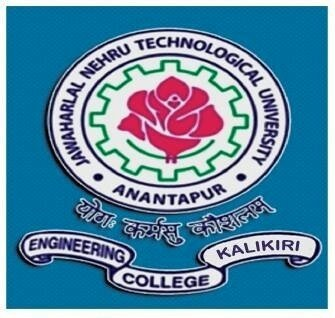 JAWAHARLAL NEHRU TECHNOLOGICAL UNIVERSITY
· ANANTAPUR ·
योगः कर्मसु कौशलम्
ENGINEERING
COLLEGE
KALIKIRI